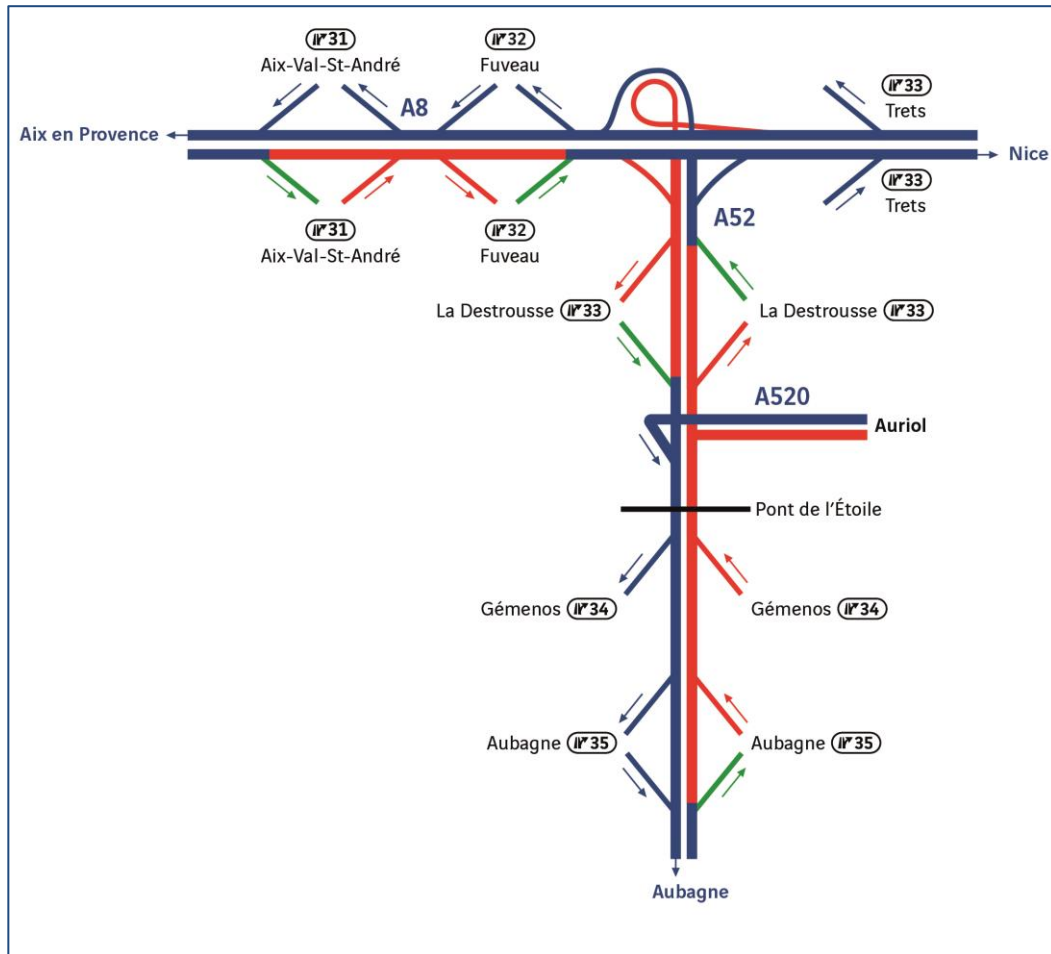 31
32
Aix-Val-St-André
Fuveau
33
Trets
A8
Aix en Provence
Nice
33
Trets
31
32
Aix-Val-St-André
Fuveau
A52
La Destrousse 33
La Destrousse 33
A520
Auriol
Pont de l'Étoile
Gémenos 34
Gémenos 34
Aubagne 35
Aubagne 35
Aubagne